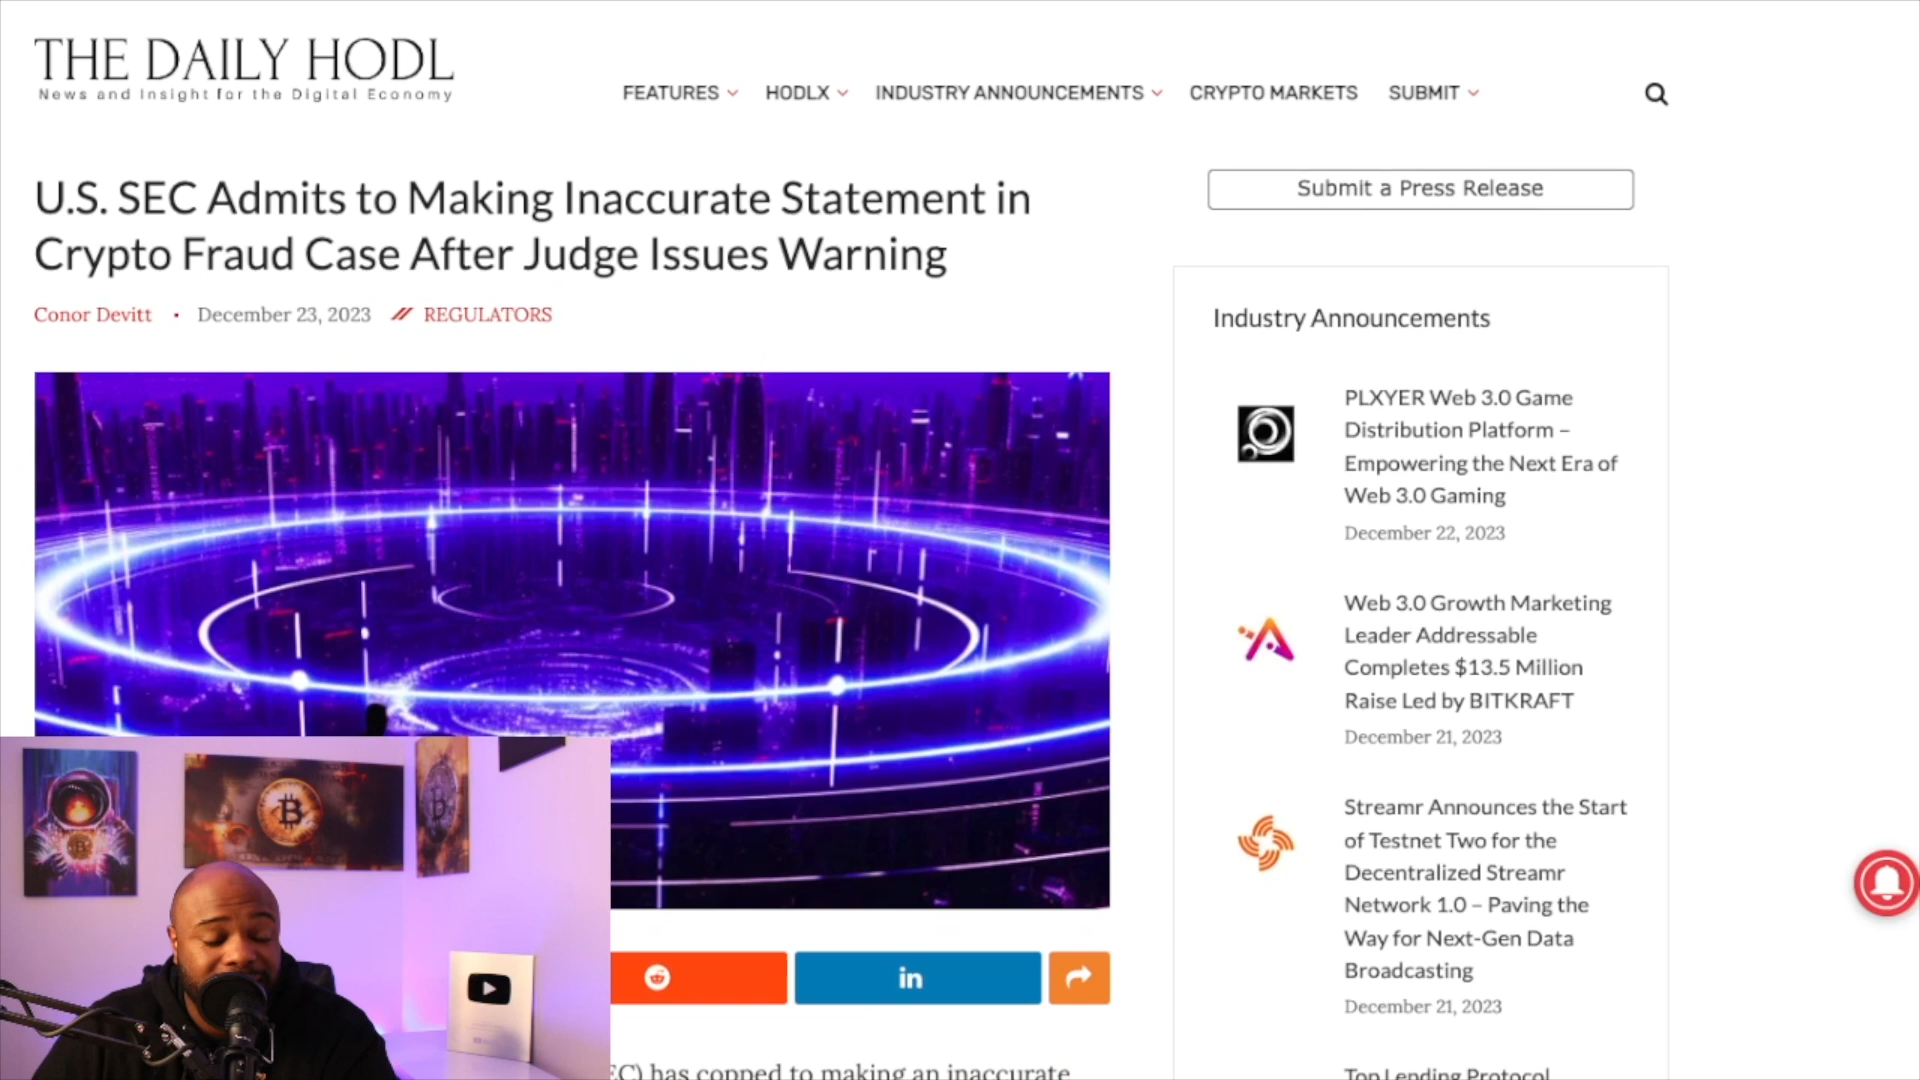 THE DAILY HODL
News and Insight for the Digital Economy
FEATURES
HODLX
INDUSTRY ANNOUNCEMENTS
CRYPTO MARKETS
SUBMIT
U.S. SEC Admits to Making Inaccurate Statement in
Crypto Fraud Case After Judge Issues Warning
Conor Devitt • December 23, 2023 // REGULATORS
in
EC) has copped to making an inaccurate
Submit a Press Release
Industry Announcements
PLXYER Web 3.0 Game
Distribution Platform –
Empowering the Next Era of
Web 3.0 Gaming
December 22, 2023
Web 3.0 Growth Marketing
Leader Addressable
Completes $13.5 Million
Raise Led by BITKRAFT
December 21, 2023
Streamr Announces the Start
of Testnet Two for the
Decentralized Streamr
Network 1.0 – Paving the
Way for Next-Gen Data
Broadcasting
December 21, 2023
Top Lending Protocol